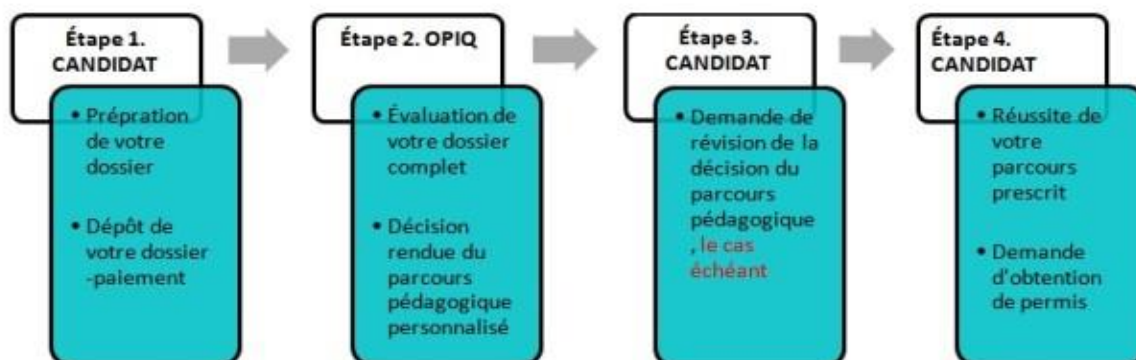 Étape 1.
CANDIDAT
• Prépration
de votre
dossier
• Dépôt de
votre dossier
-paiement
Étape 2. OPIQ
• Évaluation de
votre dossier
complet
• Décision
rendue du
parcours
pédagogique
personnalisé
Étape 3.
CANDIDAT
• Demande de
révision de la
décision du
parcours
pédagogique
, le cas
échéant
Étape 4.
CANDIDAT
• Réussite de
votre
parcours
prescrit
• Demande
d'obtention
de permis